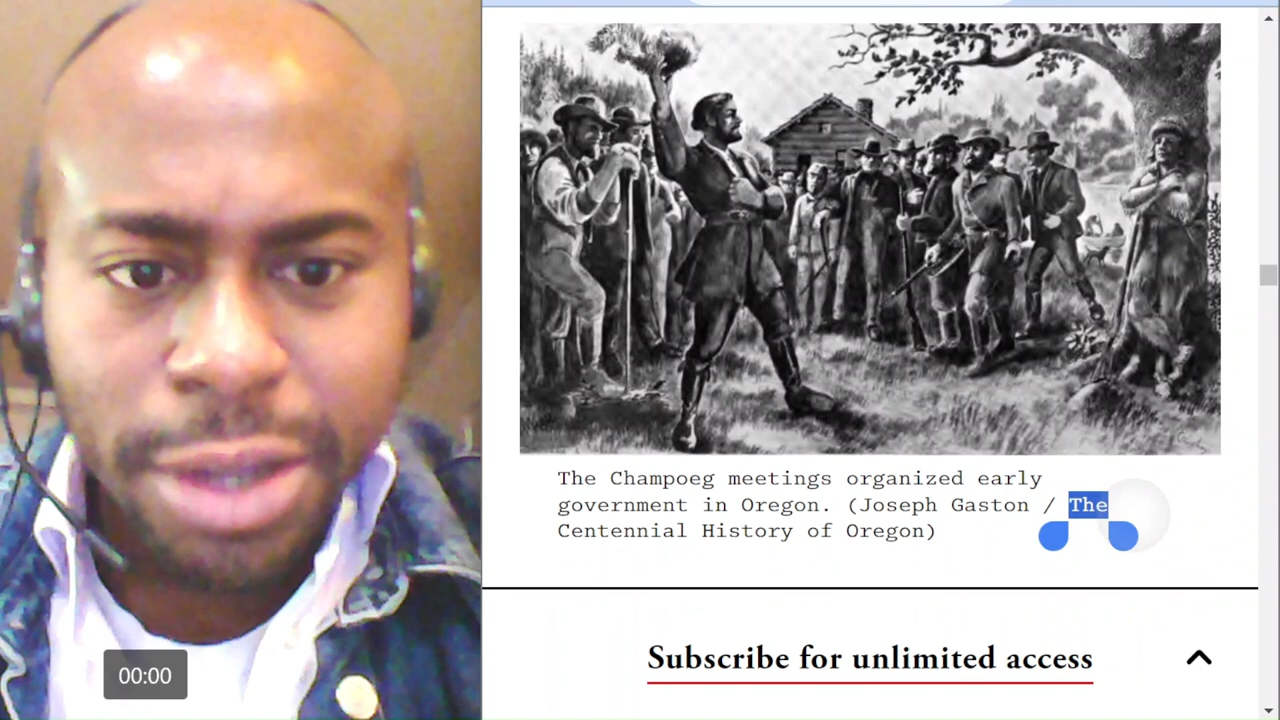 The Champoeg meetings organized early
government in Oregon. (Joseph Gaston / The
Centennial History of Oregon)
Subscribe for unlimited access
00:00